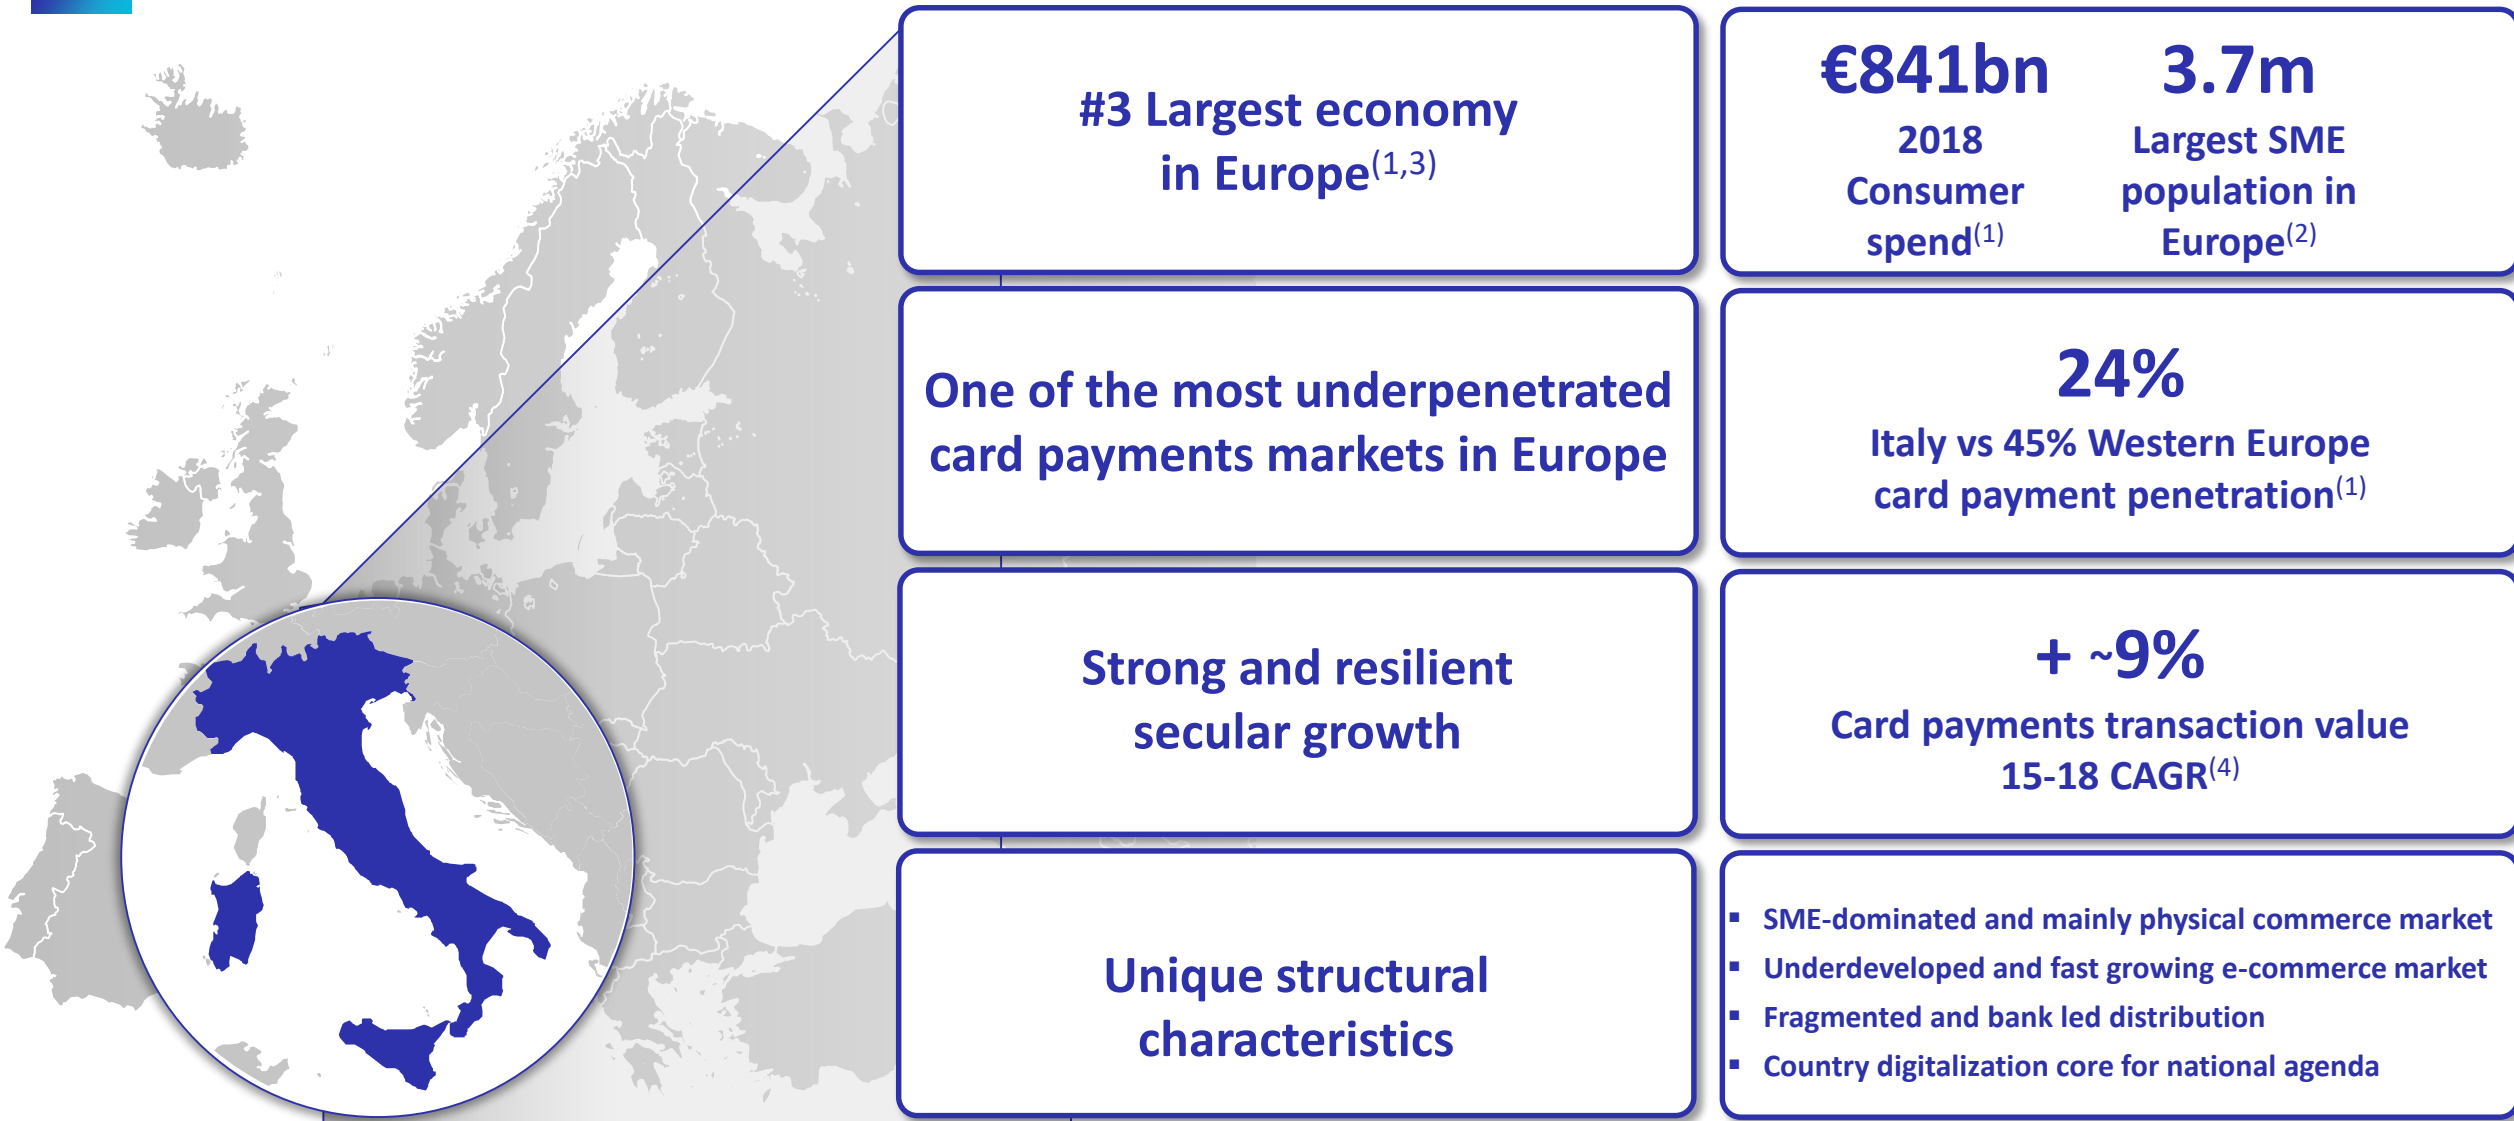 #3 Largest economy
in Europe(1,3)
€841bn
2018
Consumer
spend(1)
3.7m
Largest SME
population in
Europe(2)
One of the most underpenetrated
card payments markets in Europe
24%
Italy vs 45% Western Europe
card payment penetration(1)
Strong and resilient
secular growth
+ ~9%
Card payments transaction value
15-18 CAGR(4)
Unique structural
characteristics
▪ SME-dominated and mainly physical commerce market
▪ Underdeveloped and fast growing e-commerce market
▪ Fragmented and bank led distribution
▪ Country digitalization core for national agenda